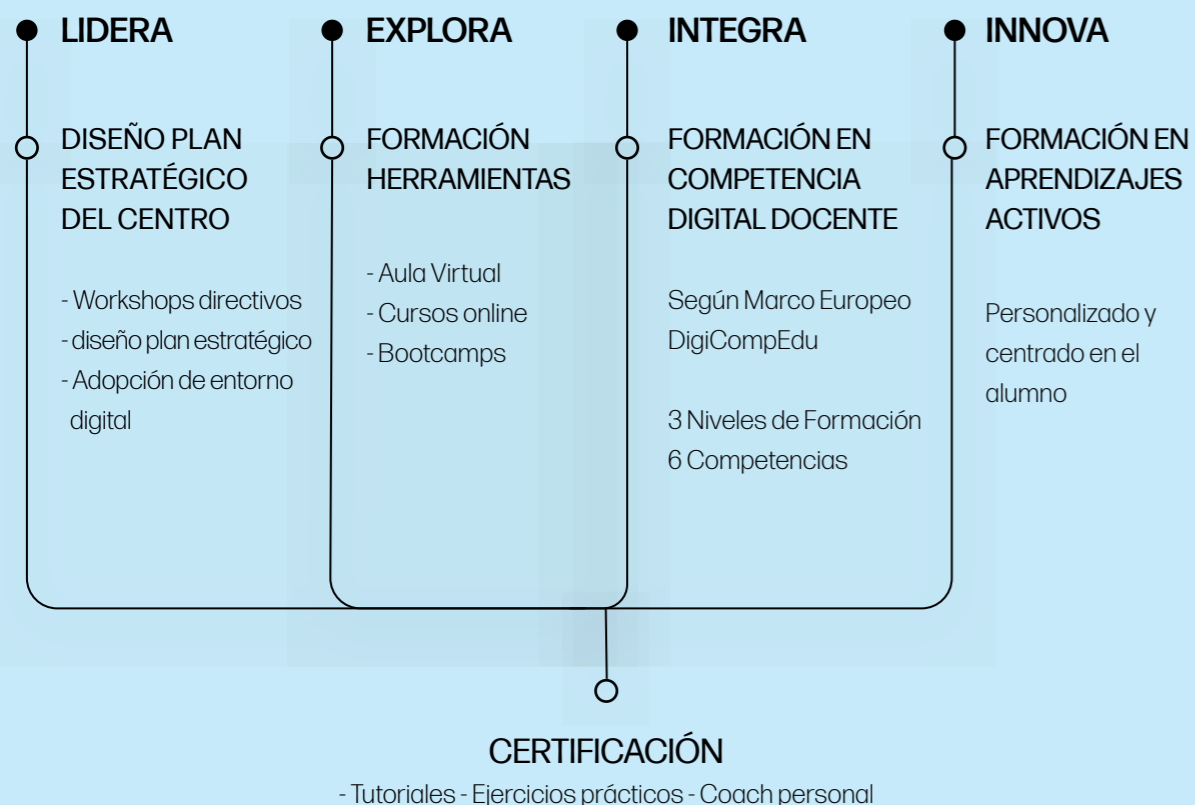 LIDERA
DISEÑO PLAN
ESTRATÉGICO
DEL CENTRO
- Workshops directivos
- diseño plan estratégico
- Adopción de entorno
digital
EXPLORA
FORMACIÓN
HERRAMIENTAS
- Aula Virtual
- Cursos online
- Bootcamps
INTEGRA
FORMACIÓN EN
COMPETENCIA
DIGITAL DOCENTE
Según Marco Europeo
DigiCompEdu
3 Niveles de Formación
6 Competencias
INNOVA
FORMACIÓN EN
APRENDIZAJES
ACTIVOS
Personalizado y
centrado en el
alumno
CERTIFICACIÓN
- Tutoriales - Ejercicios prácticos - Coach personal